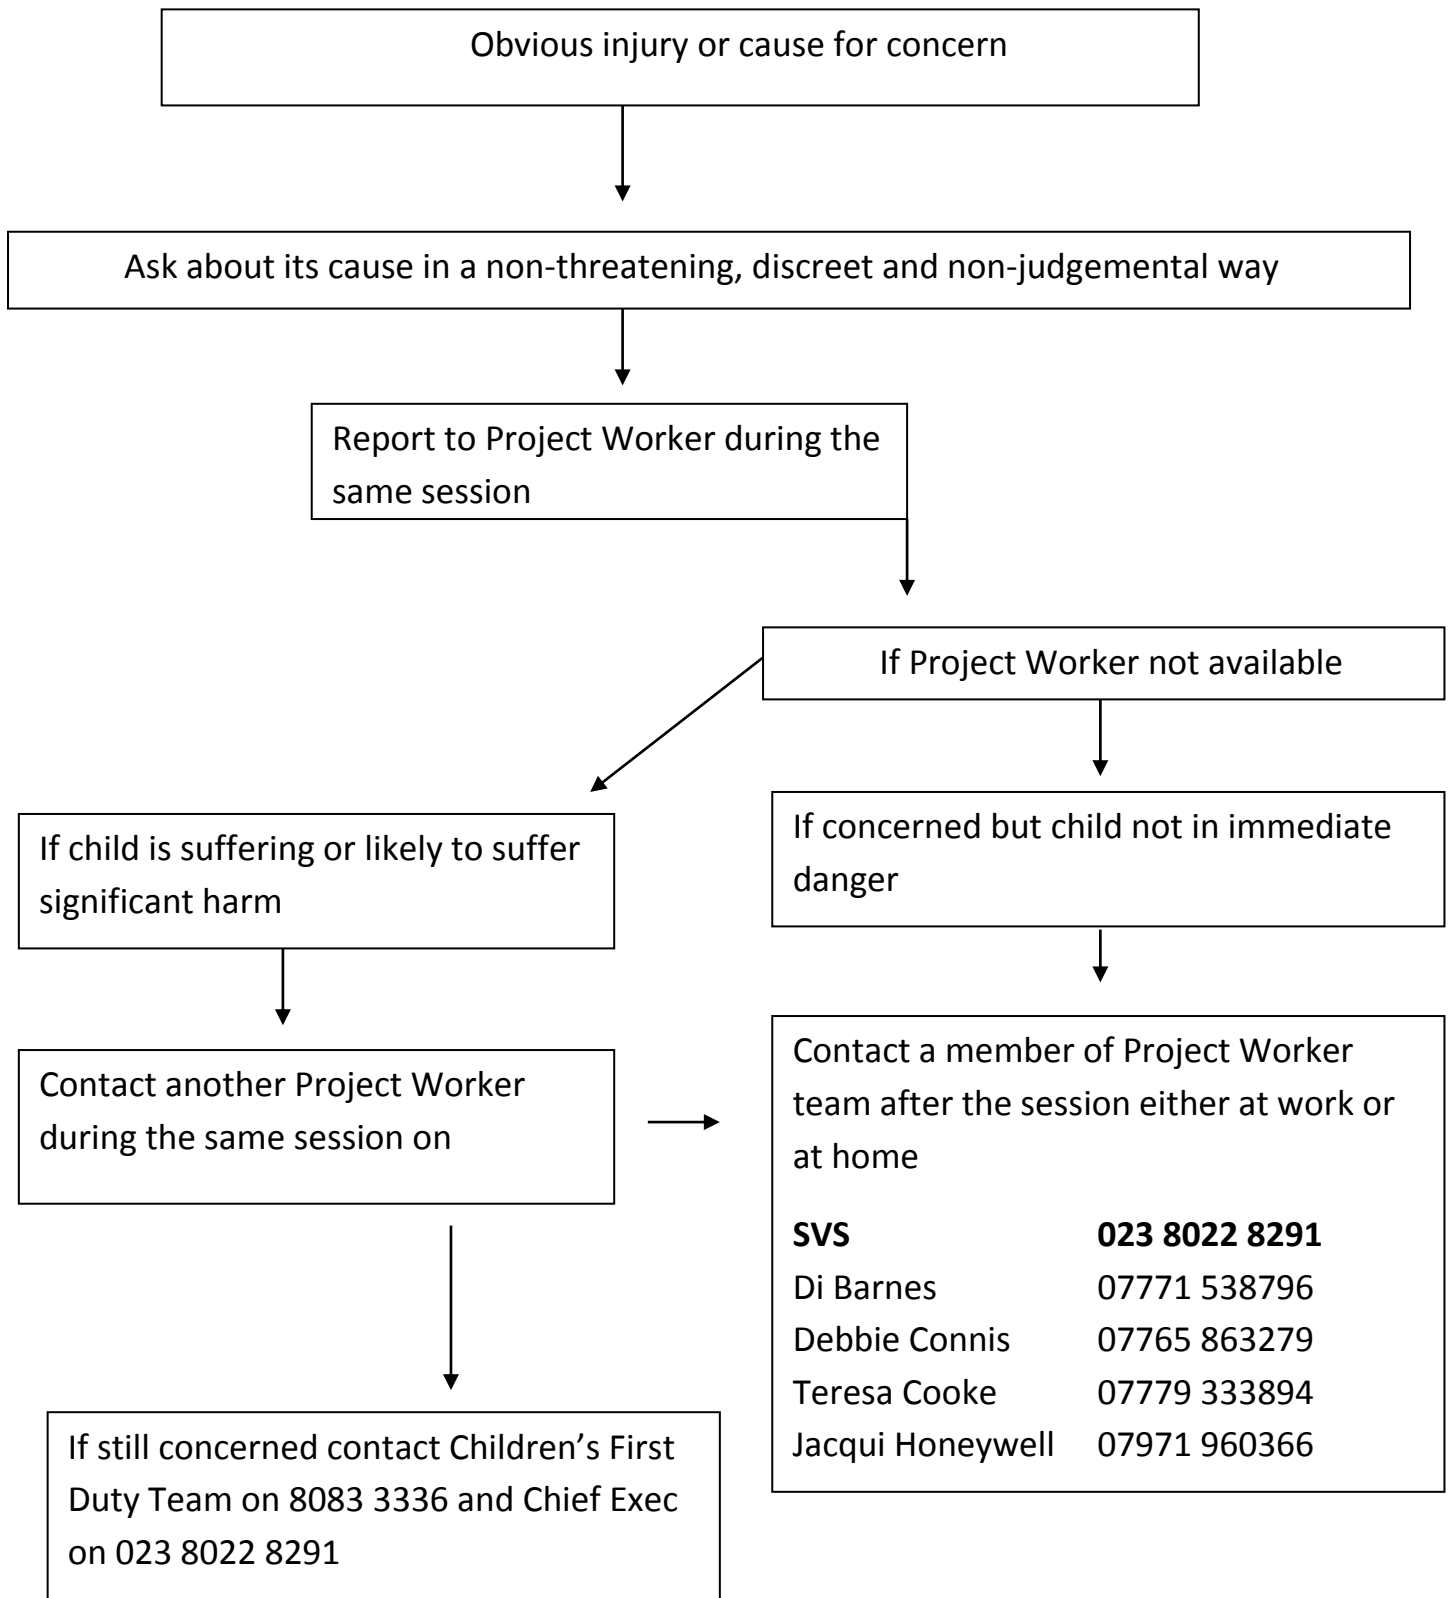 Obvious injury or cause for concern
Ask about its cause in a non-threatening, discreet and non-judgemental way
Report to Project Worker during the
same session
If Project Worker not available
If child is suffering or likely to suffer
significant harm
If concerned but child not in immediate
danger
Contact another Project Worker
during the same session on
Contact a member of Project Worker
team after the session either at work or
at home
SVS 023 8022 8291
Di Barnes 07771 538796
Debbie Connis 07765 863279
Teresa Cooke 07779 333894
Jacqui Honeywell 07971 960366
If still concerned contact Children’s First
Duty Team on 8083 3336 and Chief Exec
on 023 8022 8291